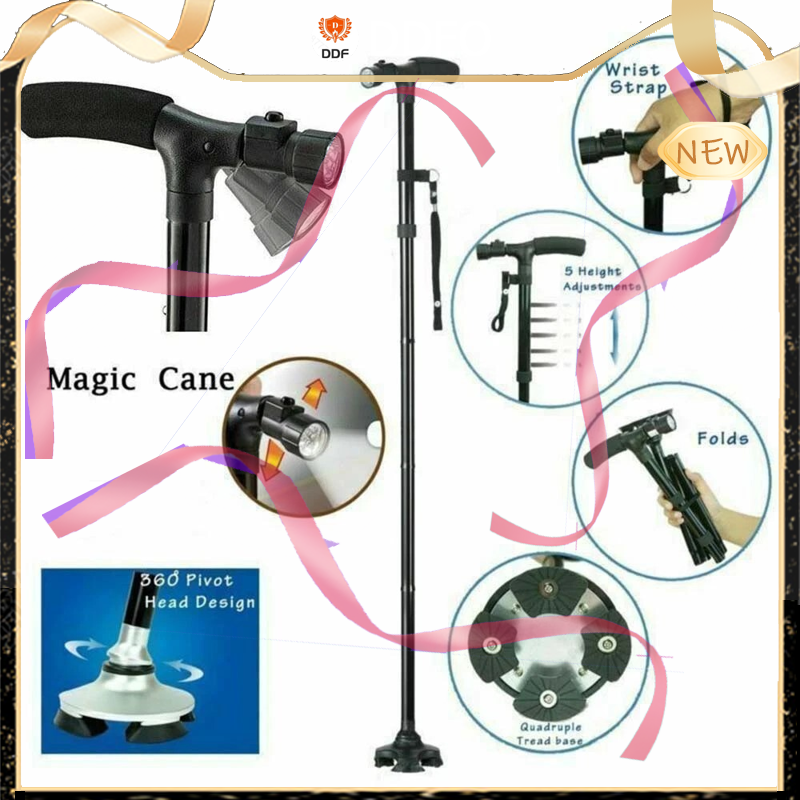 DDF
Wrist
Strap
NEW
5 Height
Adjustments
Magic Cane
Folds
360 Pivot
Head Design
Quadruple
Tread base